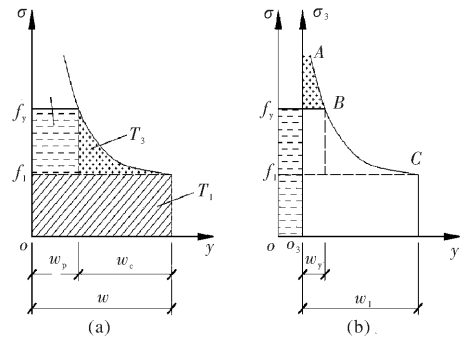 σ
f_y
f_1
T_3
T_1
o
y
w_p
w_c
w
(a)
σ
σ_3
A
f_y
B
C
f_1
o
o_3
w_y
y
w_1
(b)